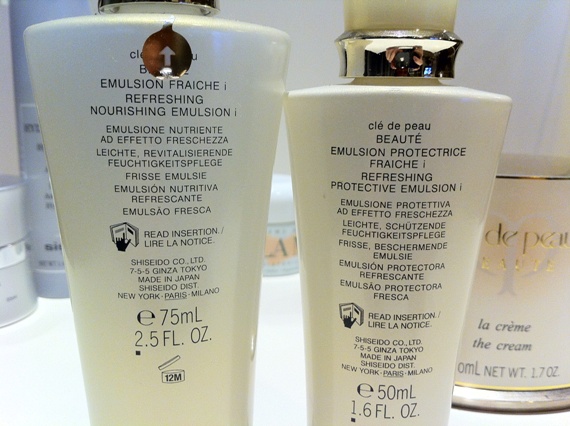 clé de peau
B
EMULSION FRAICHE i
REFRESHING
NOURISHING EMULSION i
EMULSIONE NUTRIENTE
AD EFFETTO FRESCHEZZA
LEICHTE, REVITALISIERENDE
FEUCHTIGKEITSPFLEGE
FRISSE EMULSIE
EMULSIÓN NUTRITIVA
REFRESCANTE
EMULSÃO FRESCA
READ INSERTION./
LIRE LA NOTICE.
SHISEIDO CO., LTD.
7-5-5 GINZA TOKYO
MADE IN JAPAN
SHISEIDO DIST.
NEW YORK·PARIS·MILANO
e 75mL
2.5 FL. OZ.
12M
clé de peau
BEAUTÉ
EMULSION PROTECTRICE
FRAICHE i
REFRESHING
PROTECTIVE EMULSION i
EMULSIONE PROTETTIVA
AD EFFETTO FRESCHEZZA
LEICHTE, SCHÜTZENDE
FEUCHTIGKEITSPFLEGE
FRISSE, BESCHERMENDE
EMULSIE
EMULSIÓN PROTECTORA
REFRESCANTE
EMULSÃO PROTECTORA
FRESCA
READ INSERTION./
LIRE LA NOTICE.
SHISEIDO CO., LTD.
7-5-5 GINZA TOKYO
MADE IN JAPAN
SHISEIDO DIST.
NEW YORK·PARIS·MILANO
e 50mL
1.6 FL. OZ.
de peau
BEAUTÉ
la crème
the cream
0mL NET WT. 1.7 OZ.